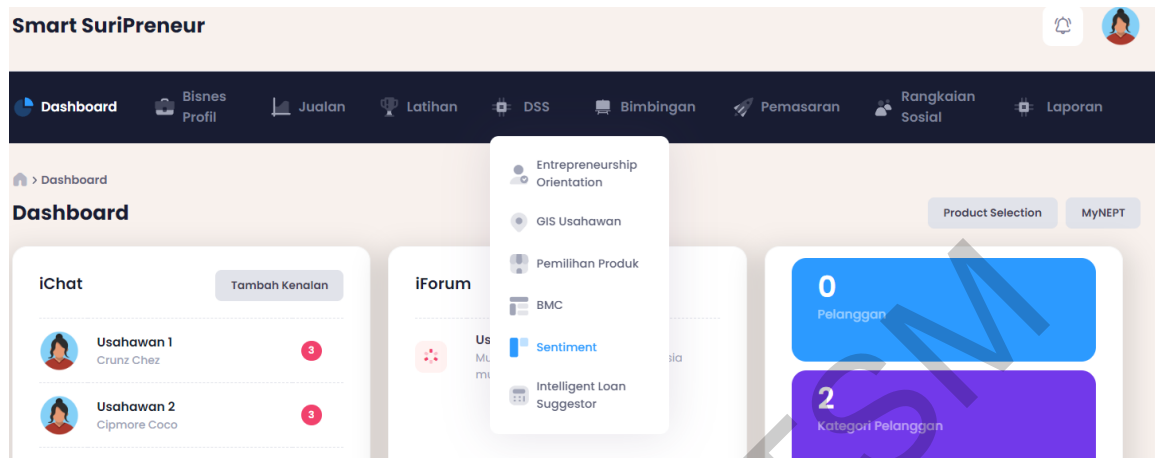 Smart SuriPreneur
Dashboard
Bisnes
Profil
Jualan
Latihan
DSS
Bimbingan
Pemasaran
Rangkaian
Sosial
Laporan
> Dashboard
Dashboard
Product Selection
MyNEPT
Entrepreneurship
Orientation
GIS Usahawan
Pemilihan Produk
BMC
Sentiment
Intelligent Loan
Suggestor
iChat
Tambah Kenalan
Usahawan 1
Crunz Chez
3
Usahawan 2
Cipmore Coco
3
iForum
0
Pelanggan
2
Kategori Pelanggan
TSM